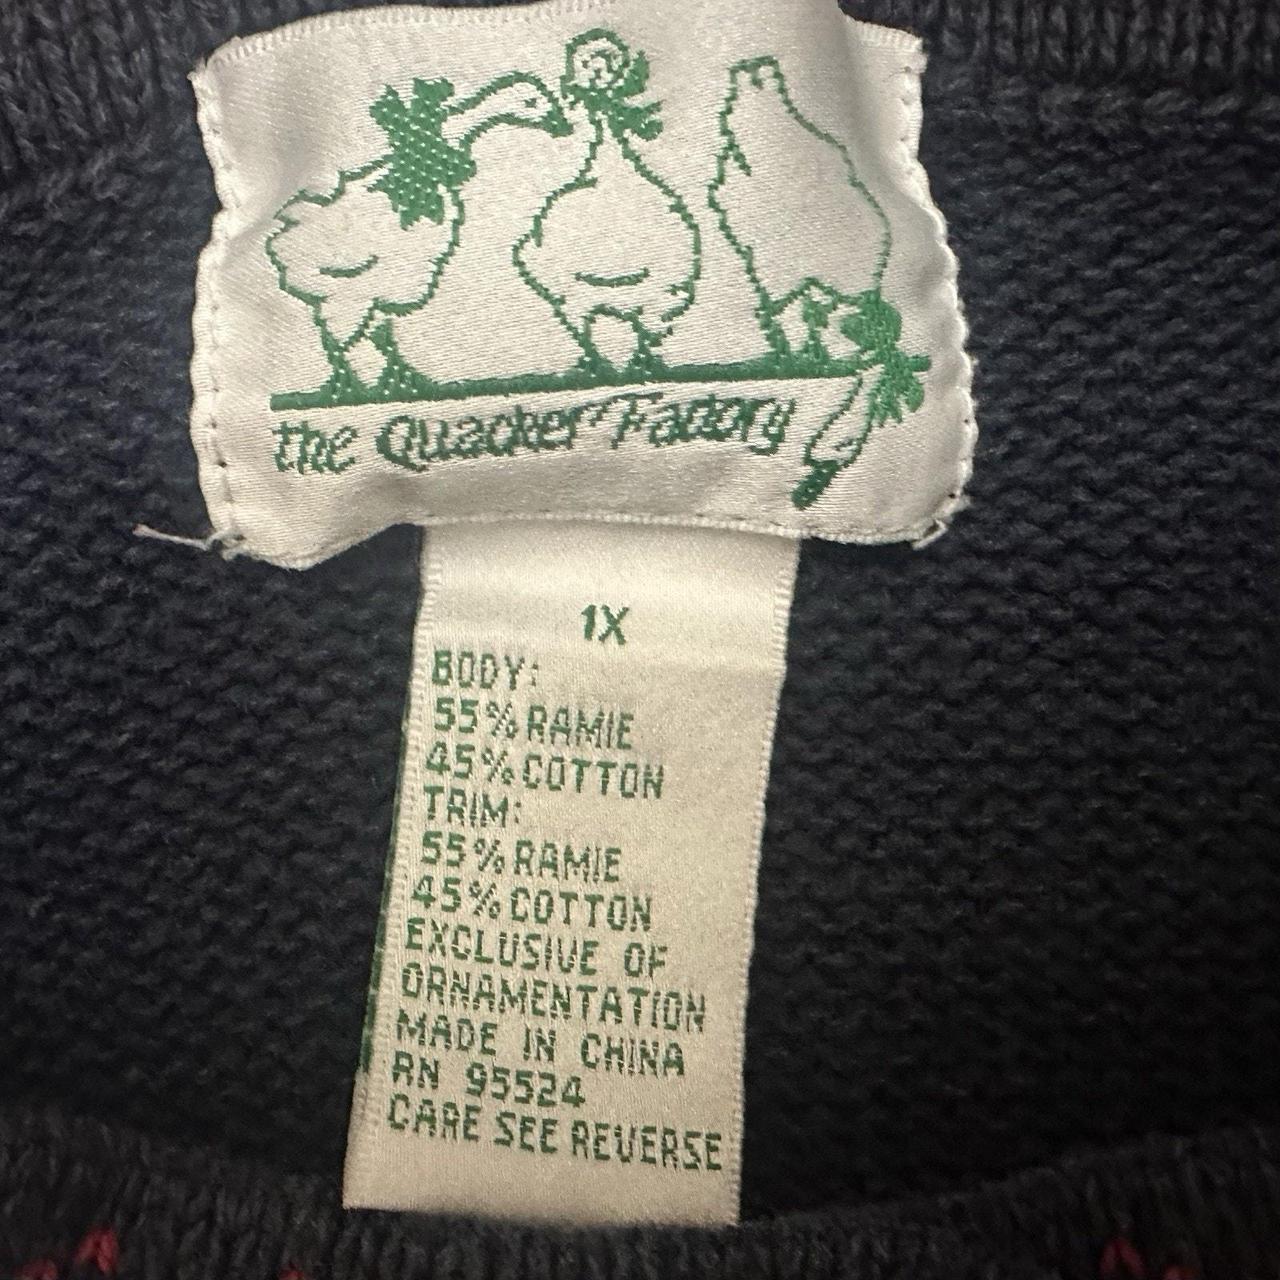 the Quacker Factory
1X
BODY:
55% RAMIE
45% COTTON
TRIM:
55% RAMIE
45% COTTON
EXCLUSIVE OF
ORNAMENTATION
MADE IN CHINA
RN 95524
CARE SEE REVERSE